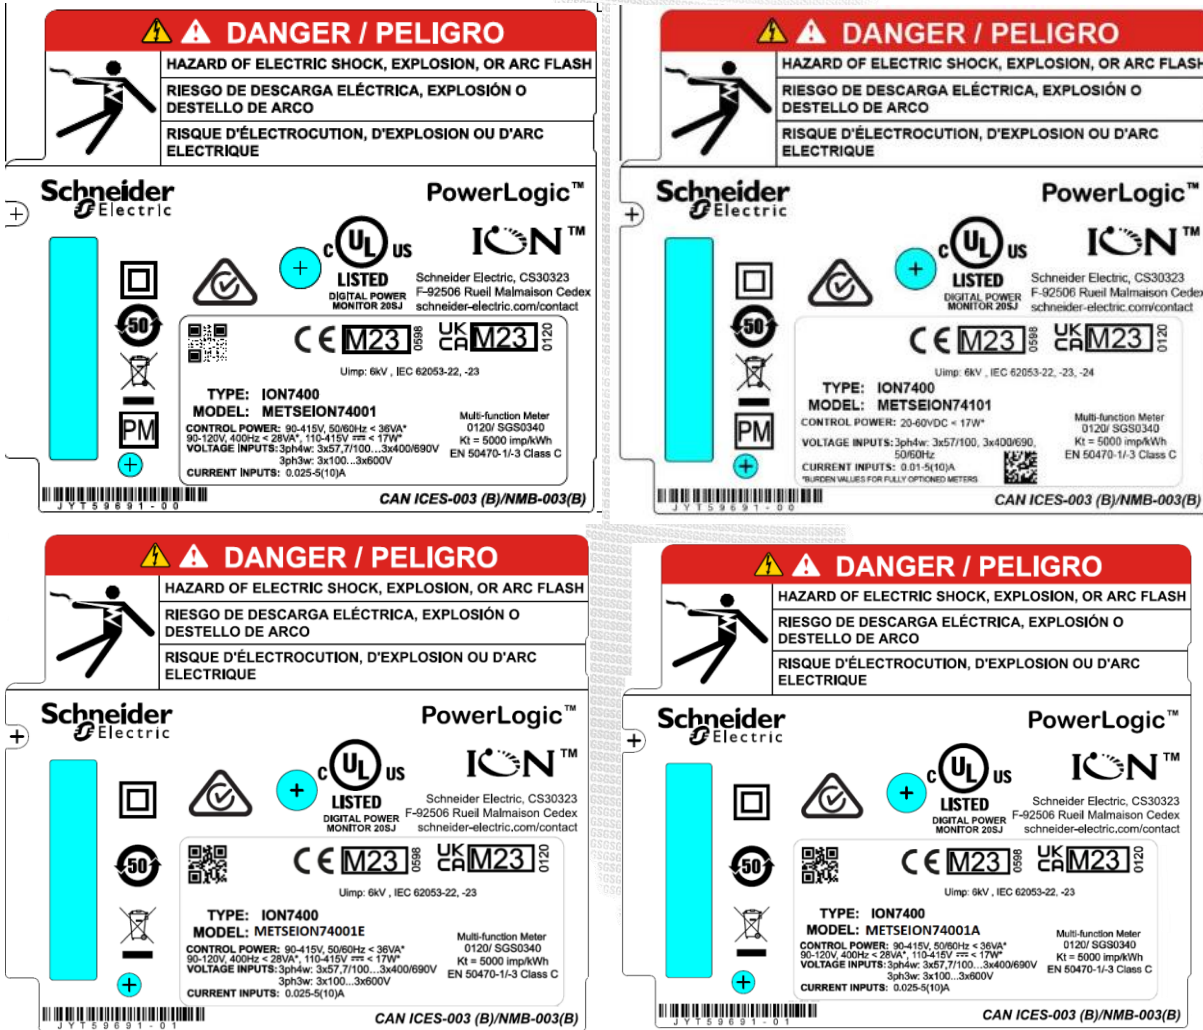 DANGER / PELIGRO
HAZARD OF ELECTRIC SHOCK, EXPLOSION, OR ARC FLASH
RIESGO DE DESCARGA ELÉCTRICA, EXPLOSIÓN O
DESTELLO DE ARCO
RISQUE D'ÉLECTROCUTION, D'EXPLOSION OU D'ARC
ELECTRIQUE
Schneider
Electric
PowerLogic™
ION™
C UL US
LISTED
DIGITAL POWER
MONITOR 20SJ
Schneider Electric, CS30323
F-92506 Rueil Malmaison Cedex
schneider-electric.com/contact
50
CE M23 0598 UKCA M23 0120
Uimp: 6kV , IEC 62053-22, -23
TYPE: ION7400
MODEL: METSEION74001
PM
CONTROL POWER: 90-415V, 50/60Hz < 36VA*
90-120V, 400Hz < 28VA*, 110-415V < 17W*
VOLTAGE INPUTS: 3ph4w: 3x57,7/100...3x400/690V
3ph3w: 3x100...3x600V
CURRENT INPUTS: 0.025-5(10)A
Multi-function Meter
0120/ SGS0340
Kt = 5000 imp/kWh
EN 50470-1/-3 Class C
JYT59691-00
CAN ICES-003 (B)/NMB-003(B)
DANGER / PELIGRO
HAZARD OF ELECTRIC SHOCK, EXPLOSION, OR ARC FLASH
RIESGO DE DESCARGA ELÉCTRICA, EXPLOSIÓN O
DESTELLO DE ARCO
RISQUE D'ÉLECTROCUTION, D'EXPLOSION OU D'ARC
ELECTRIQUE
Schneider
Electric
PowerLogic™
ION™
C UL US
LISTED
DIGITAL POWER
MONITOR 20SJ
Schneider Electric, CS30323
F-92506 Rueil Malmaison Cedex
schneider-electric.com/contact
50
CE M23 0598 UKCA M23 0120
Uimp: 6kV , IEC 62053-22, -23, -24
TYPE: ION7400
MODEL: METSEION74101
PM
CONTROL POWER: 20-60VDC < 17W*
VOLTAGE INPUTS: 3ph4w: 3x57/100, 3x400/690,
50/60Hz
CURRENT INPUTS: 0.01-5(10)A
*BURDEN VALUES FOR FULLY OPTIONED METERS
Multi-function Meter
0120/ SGS0340
Kt = 5000 imp/kWh
EN 50470-1/-3 Class C
JYT59691-00
CAN ICES-003 (B)/NMB-003(B)
DANGER / PELIGRO
HAZARD OF ELECTRIC SHOCK, EXPLOSION, OR ARC FLASH
RIESGO DE DESCARGA ELÉCTRICA, EXPLOSIÓN O
DESTELLO DE ARCO
RISQUE D'ÉLECTROCUTION, D'EXPLOSION OU D'ARC
ELECTRIQUE
Schneider
Electric
PowerLogic™
ION™
C UL US
LISTED
DIGITAL POWER
MONITOR 20SJ
Schneider Electric, CS30323
F-92506 Rueil Malmaison Cedex
schneider-electric.com/contact
50
CE M23 0598 UKCA M23 0120
Uimp: 6kV , IEC 62053-22, -23
TYPE: ION7400
MODEL: METSEION74001E
CONTROL POWER: 90-415V, 50/60Hz < 36VA*
90-120V, 400Hz < 28VA*, 110-415V < 17W*
VOLTAGE INPUTS: 3ph4w: 3x57,7/100...3x400/690V
3ph3w: 3x100...3x600V
CURRENT INPUTS: 0.025-5(10)A
Multi-function Meter
0120/ SGS0340
Kt = 5000 imp/kWh
EN 50470-1/-3 Class C
JYT59691-01
CAN ICES-003 (B)/NMB-003(B)
DANGER / PELIGRO
HAZARD OF ELECTRIC SHOCK, EXPLOSION, OR ARC FLASH
RIESGO DE DESCARGA ELÉCTRICA, EXPLOSIÓN O
DESTELLO DE ARCO
RISQUE D'ÉLECTROCUTION, D'EXPLOSION OU D'ARC
ELECTRIQUE
Schneider
Electric
PowerLogic™
ION™
C UL US
LISTED
DIGITAL POWER
MONITOR 20SJ
Schneider Electric, CS30323
F-92506 Rueil Malmaison Cedex
schneider-electric.com/contact
50
CE M23 0598 UKCA M23 0120
Uimp: 6kV , IEC 62053-22, -23
TYPE: ION7400
MODEL: METSEION74001A
CONTROL POWER: 90-415V, 50/60Hz < 36VA*
90-120V, 400Hz < 28VA*, 110-415V < 17W*
VOLTAGE INPUTS: 3ph4w: 3x57,7/100...3x400/690V
3ph3w: 3x100...3x600V
CURRENT INPUTS: 0.025-5(10)A
Multi-function Meter
0120/ SGS0340
Kt = 5000 imp/kWh
EN 50470-1/-3 Class C
JYT59691-01
CAN ICES-003 (B)/NMB-003(B)